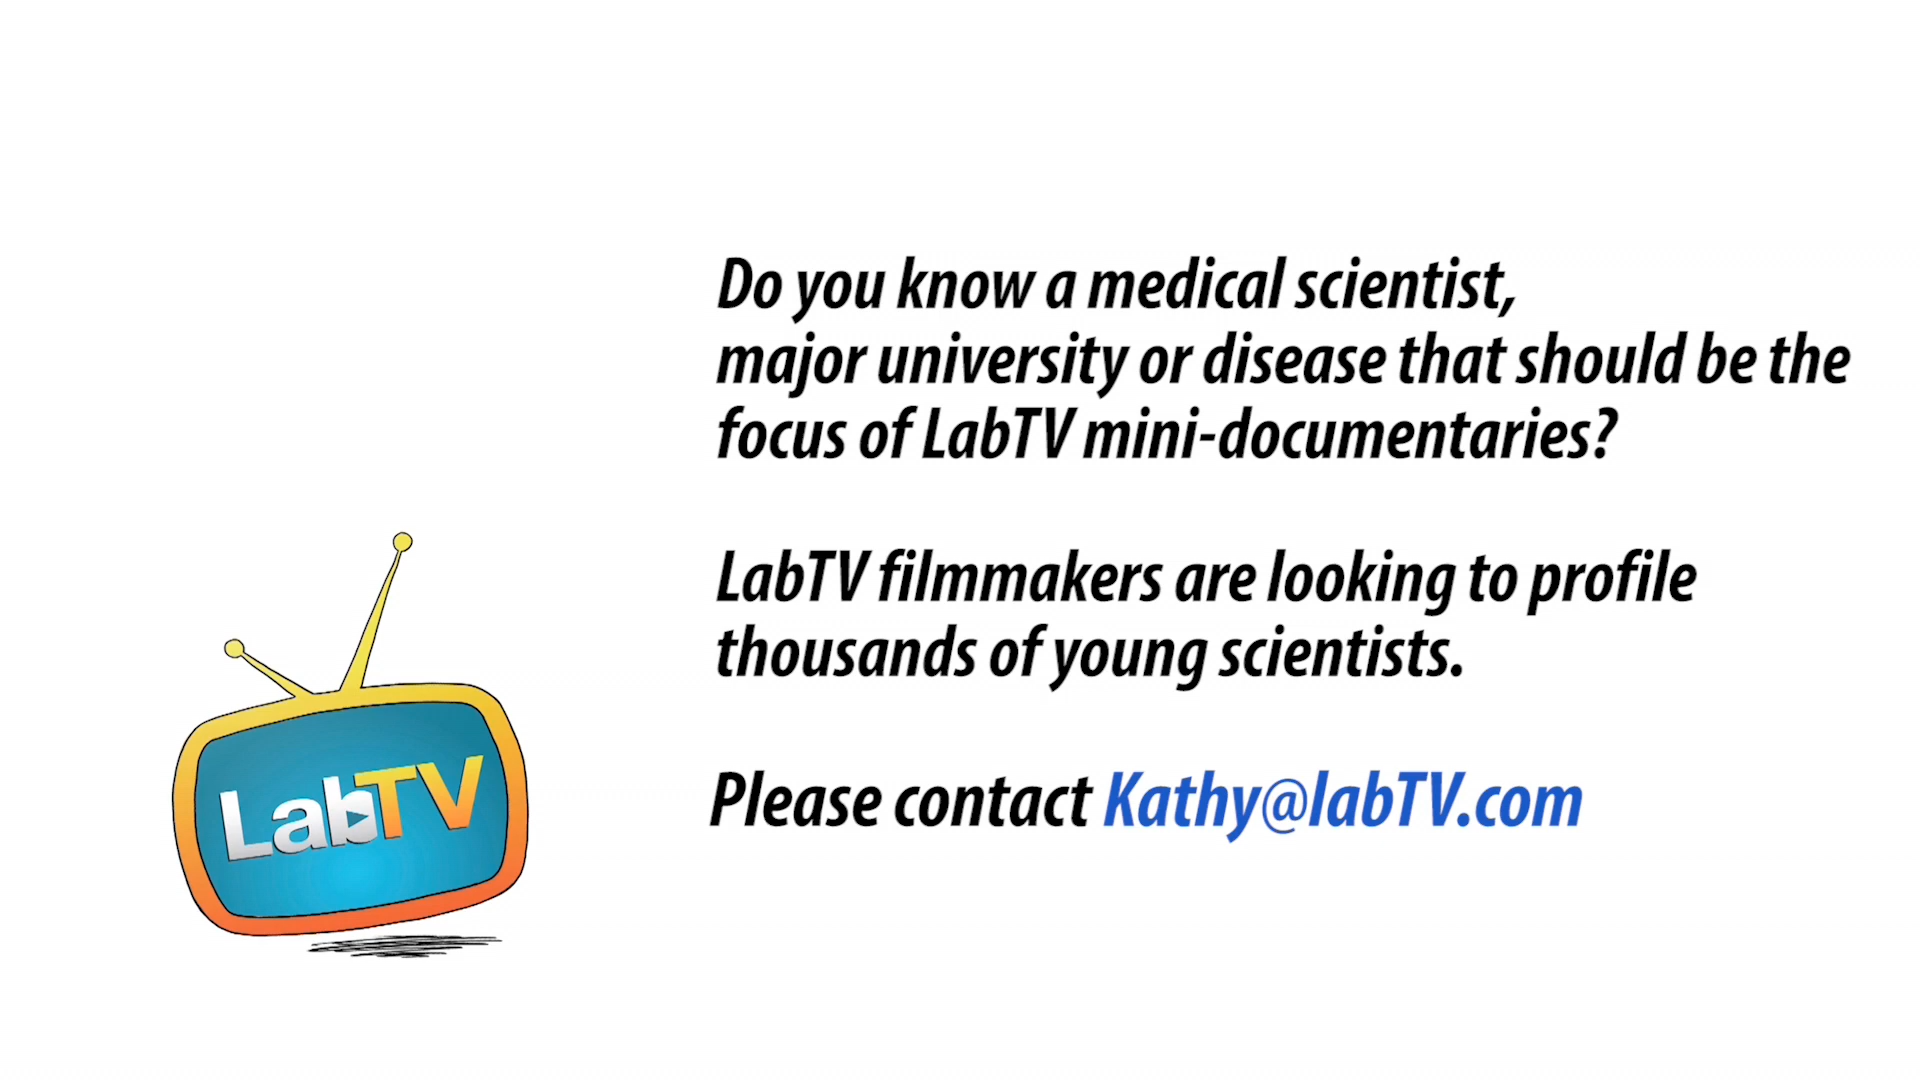 Do you know a medical scientist,
major university or disease that should be the
focus of LabTV mini-documentaries?
LabTV filmmakers are looking to profile
thousands of young scientists.
Please contact Kathy@labTV.com
LabTV